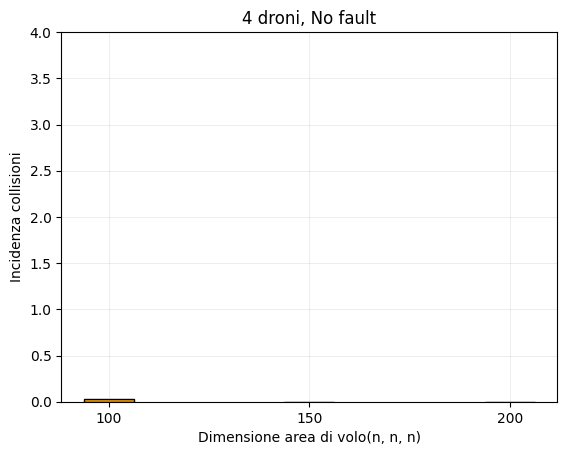 4 droni, No fault
4.0
3.5
3.0
2.5
2.0
1.5
1.0
0.5
0.0
Incidenza collisioni
100 150 200
Dimensione area di volo(n, n, n)